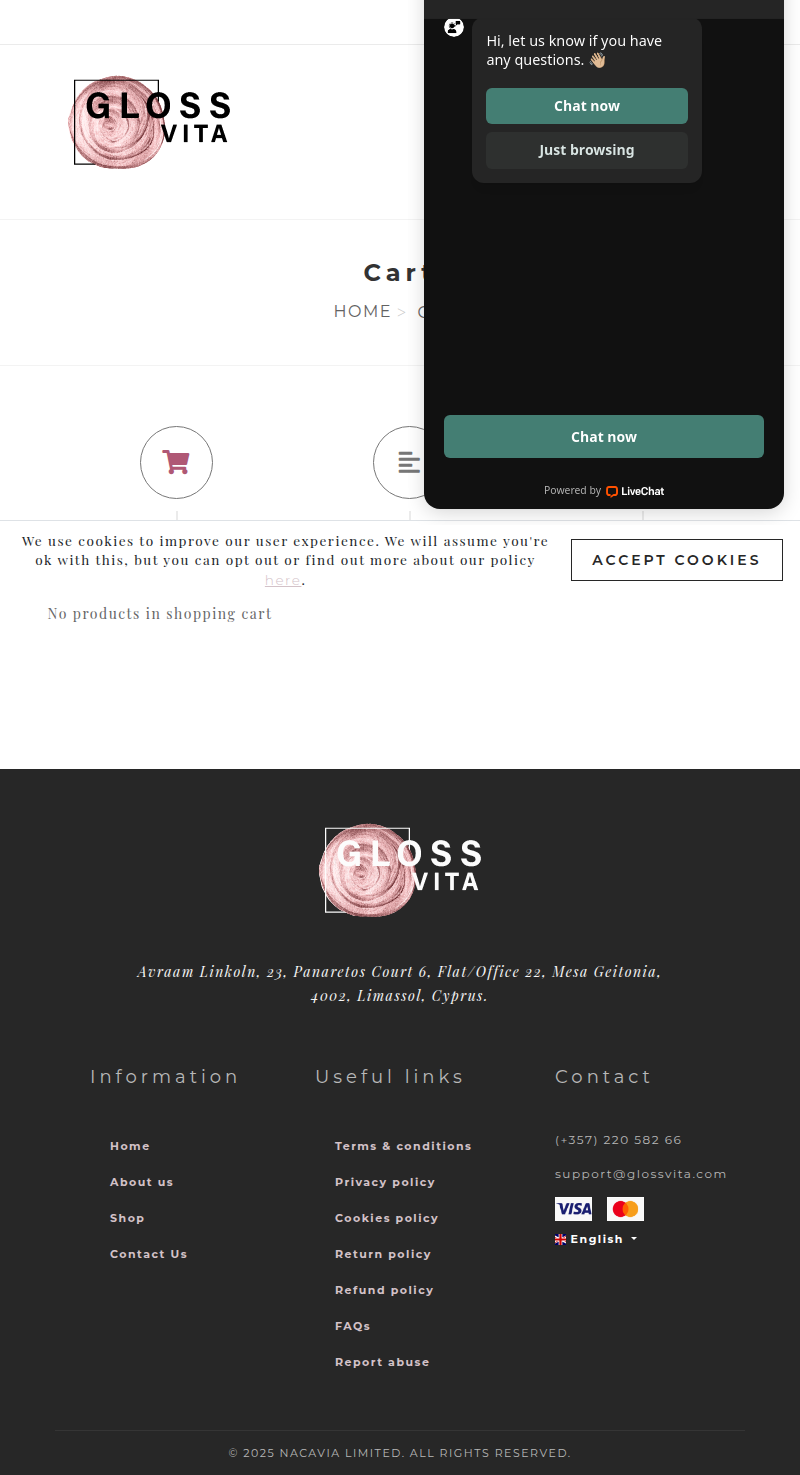 Hi, let us know if you have
any questions. 👋🏼
Chat now
Just browsing
GLOSS
VITA
Cart
HOME >
Chat now
Powered by LiveChat
We use cookies to improve our user experience. We will assume you're
ok with this, but you can opt out or find out more about our policy
here.
ACCEPT COOKIES
No products in shopping cart
GLOSS
VITA
Avraam Linkoln, 23, Panaretos Court 6, Flat/Office 22, Mesa Geitonia,
4002, Limassol, Cyprus.
Information
Home
About us
Shop
Contact Us
Useful links
Terms & conditions
Privacy policy
Cookies policy
Return policy
Refund policy
FAQs
Report abuse
Contact
(+357) 220 582 66
support@glossvita.com
VISA
English
© 2025 NACAVIA LIMITED. ALL RIGHTS RESERVED.